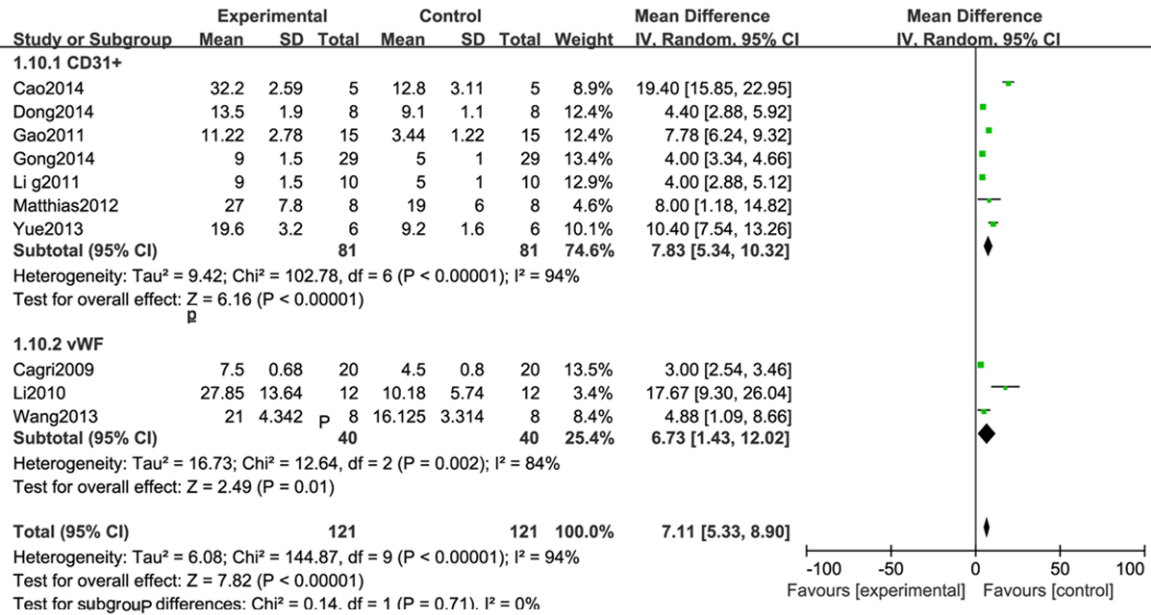 Experimental Control Mean Difference Mean Difference
Study or Subgroup Mean SD Total Mean SD Total Weight IV, Random, 95% CI IV, Random, 95% CI
1.10.1 CD31+
Cao2014 32.2 2.59 5 12.8 3.11 5 8.9% 19.40 [15.85, 22.95]
Dong2014 13.5 1.9 8 9.1 1.1 8 12.4% 4.40 [2.88, 5.92]
Gao2011 11.22 2.78 15 3.44 1.22 15 12.4% 7.78 [6.24, 9.32]
Gong2014 9 1.5 29 5 1 29 13.4% 4.00 [3.34, 4.66]
Li g2011 9 1.5 10 5 1 10 12.9% 4.00 [2.88, 5.12]
Matthias2012 27 7.8 8 19 6 8 4.6% 8.00 [1.18, 14.82]
Yue2013 19.6 3.2 6 9.2 1.6 6 10.1% 10.40 [7.54, 13.26]
Subtotal (95% CI) 81 81 74.6% 7.83 [5.34, 10.32]
Heterogeneity: Tau² = 9.42; Chi² = 102.78, df = 6 (P < 0.00001); I² = 94%
Test for overall effect: Z = 6.16 (P < 0.00001)
p
1.10.2 vWF
Cagri2009 7.5 0.68 20 4.5 0.8 20 13.5% 3.00 [2.54, 3.46]
Li2010 27.85 13.64 12 10.18 5.74 12 3.4% 17.67 [9.30, 26.04]
Wang2013 21 4.342 P 8 16.125 3.314 8 8.4% 4.88 [1.09, 8.66]
Subtotal (95% CI) 40 40 25.4% 6.73 [1.43, 12.02]
Heterogeneity: Tau² = 16.73; Chi² = 12.64, df = 2 (P = 0.002); I² = 84%
Test for overall effect: Z = 2.49 (P = 0.01)
Total (95% CI) 121 121 100.0% 7.11 [5.33, 8.90]
Heterogeneity: Tau² = 6.08; Chi² = 144.87, df = 9 (P < 0.00001); I² = 94%
Test for overall effect: Z = 7.82 (P < 0.00001)
Test for subgrouP differences: Chi² = 0.14, df = 1 (P = 0.71), I² = 0%
-100 -50 0 50 100
Favours [experimental] Favours [control]